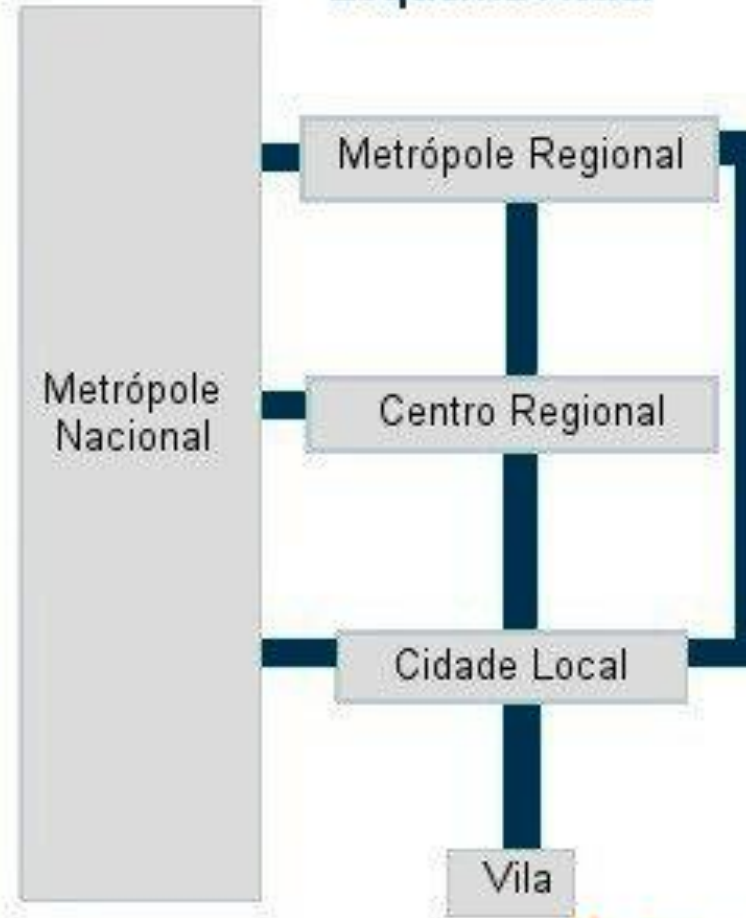 Metrópole Regional
Metrópole
Nacional
Centro Regional
Cidade Local
Vila